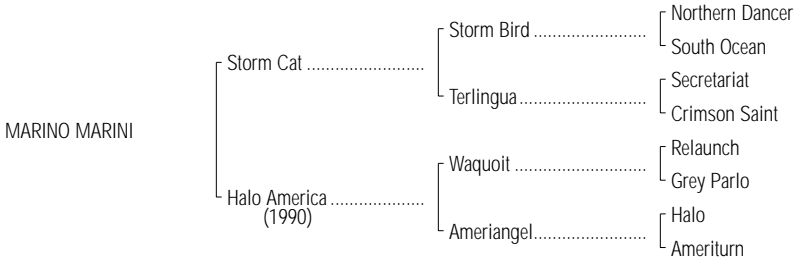 Northern Dancer
Storm Bird ........................
South Ocean
Storm Cat .........................
Secretariat
Terlingua ...........................
Crimson Saint
MARINO MARINI
Relaunch
Waquoit ............................
Grey Parlo
Halo America ....................
(1990)
Halo
Ameriangel........................
Ameriturn